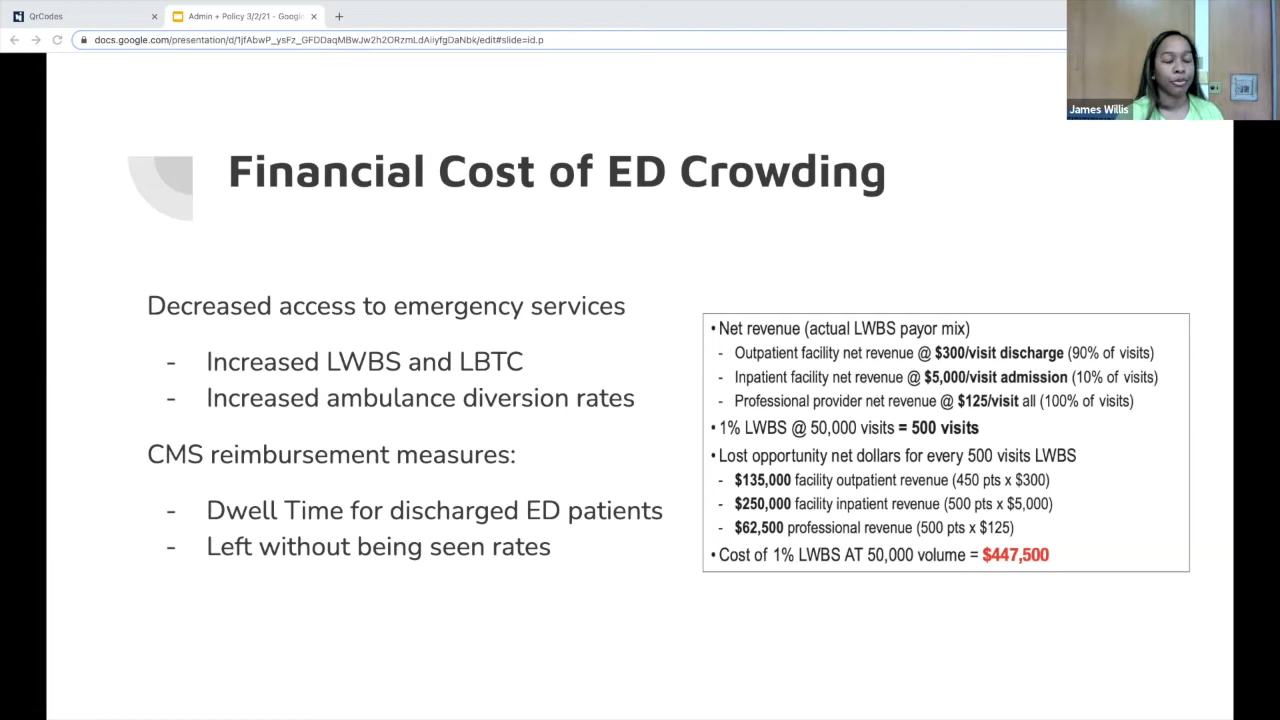 QrCodes
Admin + Policy 3/2/21 - Google
docs.google.com/presentation/d/1jfAbwP_ysFz_GFDDaqMBwJw2h2ORzmLdAiiyfgDaNbk/edit#slide=id.p
James Willis
Financial Cost of ED Crowding
Decreased access to emergency services
- Increased LWBS and LBTC
- Increased ambulance diversion rates
CMS reimbursement measures:
- Dwell Time for discharged ED patients
- Left without being seen rates
• Net revenue (actual LWBS payor mix)
- Outpatient facility net revenue @ $300/visit discharge (90% of visits)
- Inpatient facility net revenue @ $5,000/visit admission (10% of visits)
- Professional provider net revenue @ $125/visit all (100% of visits)
• 1% LWBS @ 50,000 visits = 500 visits
• Lost opportunity net dollars for every 500 visits LWBS
- $135,000 facility outpatient revenue (450 pts x $300)
- $250,000 facility inpatient revenue (500 pts x $5,000)
- $62,500 professional revenue (500 pts x $125)
• Cost of 1% LWBS AT 50,000 volume = $447,500